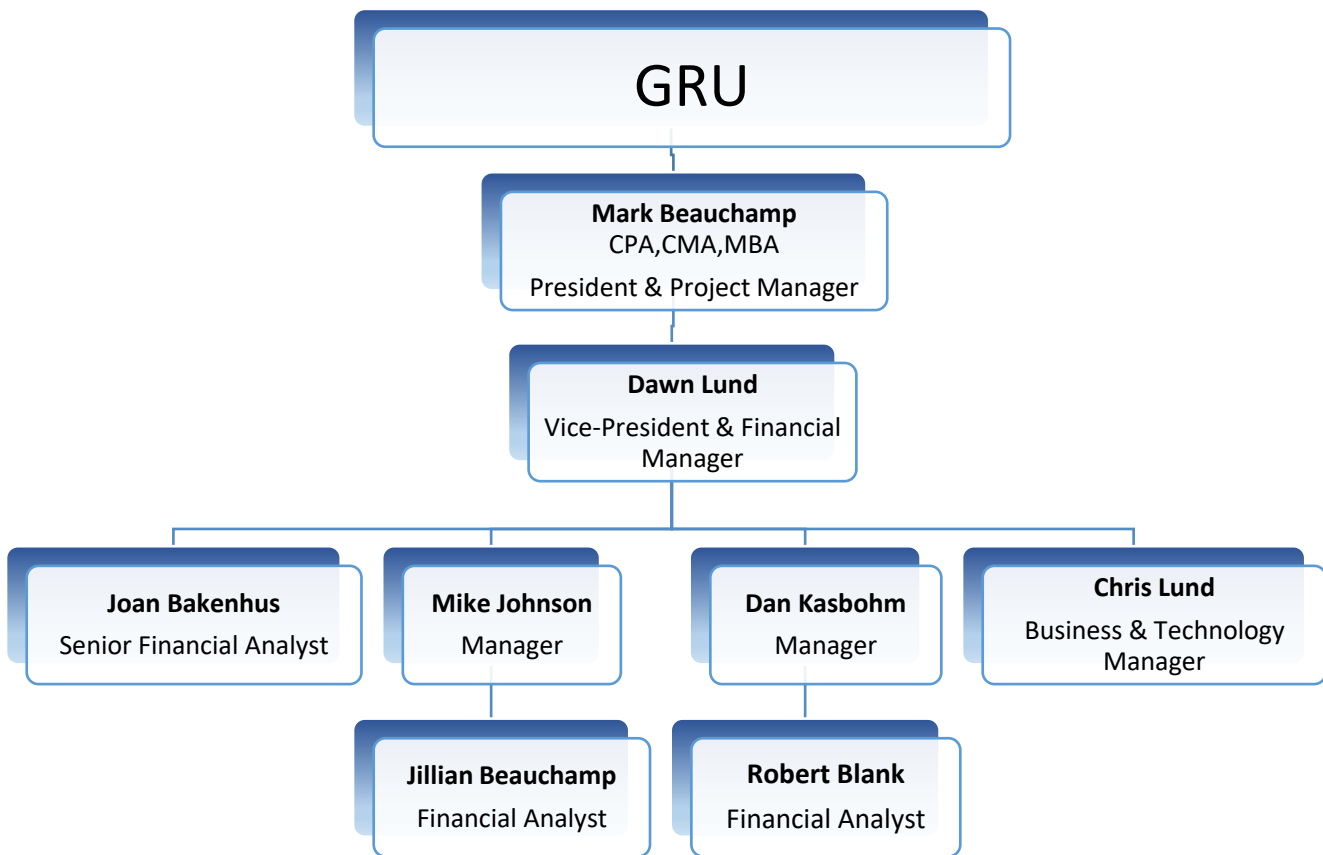 GRU
Mark Beauchamp
CPA,CMA,MBA
President & Project Manager
Dawn Lund
Vice-President & Financial
Manager
Joan Bakenhus
Senior Financial Analyst
Mike Johnson
Manager
Dan Kasbohm
Manager
Chris Lund
Business & Technology
Manager
Jillian Beauchamp
Financial Analyst
Robert Blank
Financial Analyst